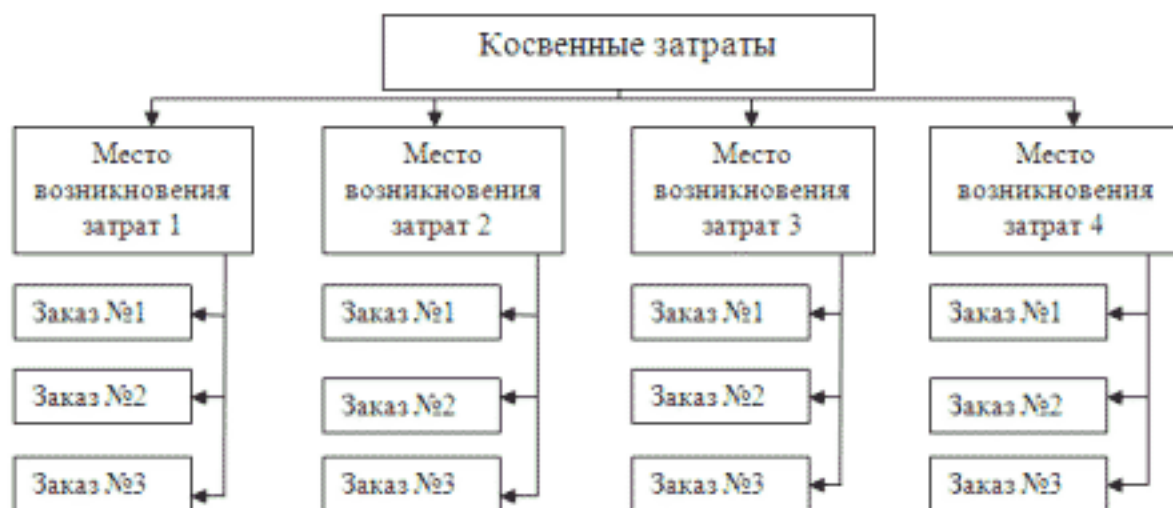 Косвенные затраты
Место
возникновения
затрат 1
Место
возникновения
затрат 2
Место
возникновения
затрат 3
Место
возникновения
затрат 4
Заказ №1
Заказ №1
Заказ №1
Заказ №1
Заказ №2
Заказ №2
Заказ №2
Заказ №2
Заказ №3
Заказ №3
Заказ №3
Заказ №3